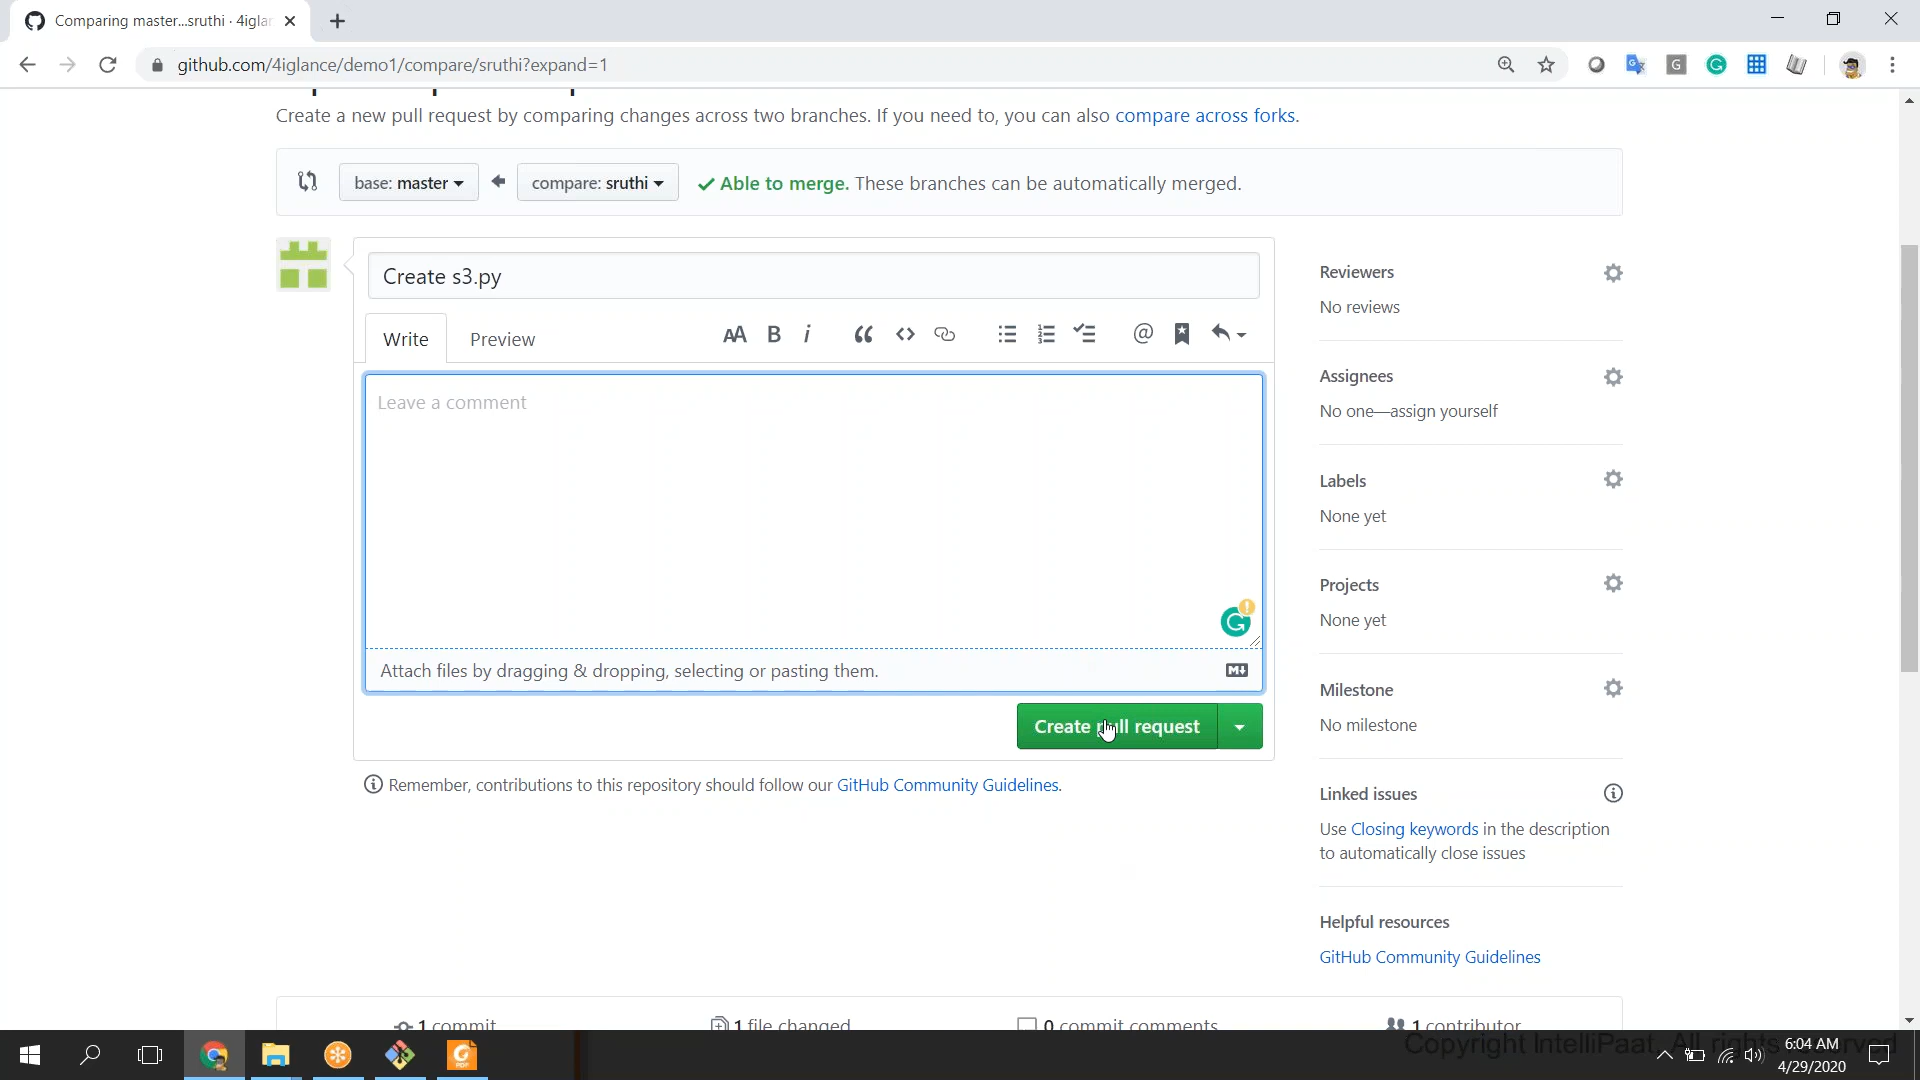 Comparing master...sruthi · 4igla
github.com/4iglance/demo1/compare/sruthi?expand=1
Create a new pull request by comparing changes across two branches. If you need to, you can also compare across forks.
base: master
compare: sruthi
Able to merge. These branches can be automatically merged.
Create s3.py
Write
Preview
AA B i
@
Leave a comment
Attach files by dragging & dropping, selecting or pasting them.
Create pull request
Remember, contributions to this repository should follow our GitHub Community Guidelines.
Reviewers
No reviews
Assignees
No one—assign yourself
Labels
None yet
Projects
None yet
Milestone
No milestone
Linked issues
Use Closing keywords in the description
to automatically close issues
Helpful resources
GitHub Community Guidelines
1 commit
1 file changed
0 commit comments
1 contributor
Copyright IntelliPaat, All rights reserved
6:04 AM
4/29/2020